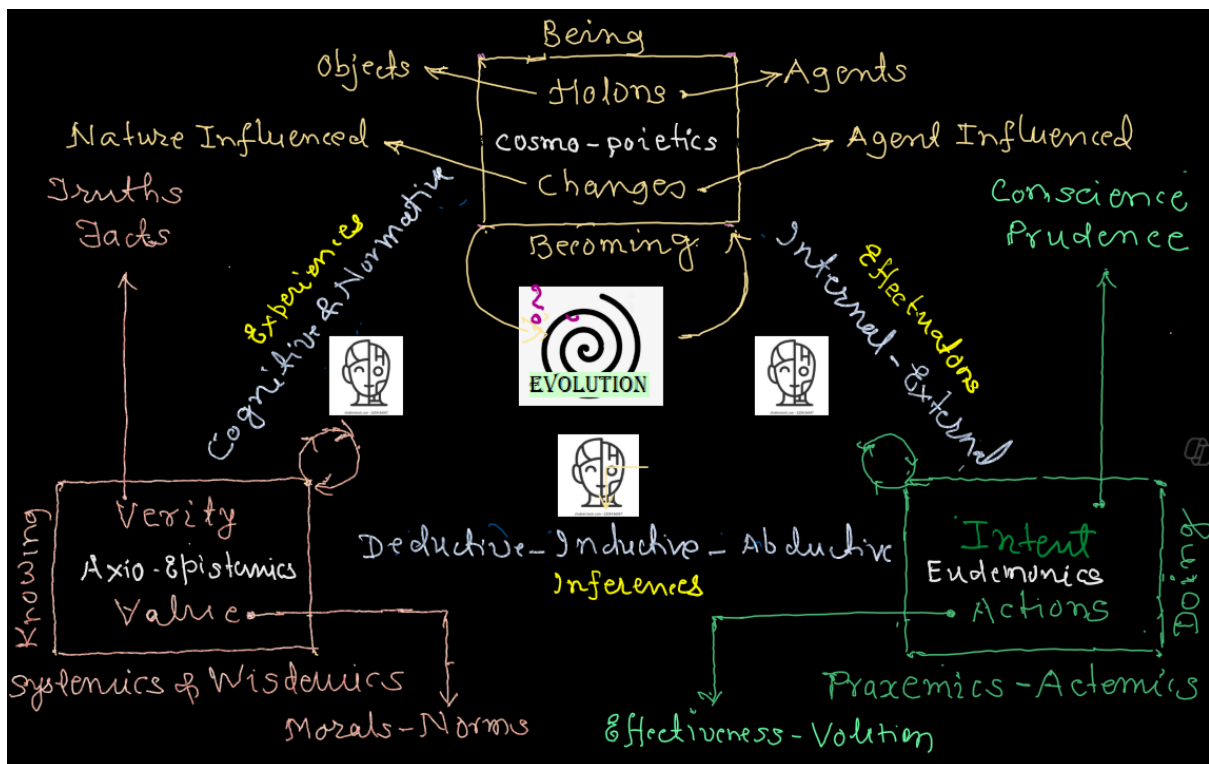 Being
Objects
Holons
Agents
Nature Influenced
cosmo-poietics
Agent Influenced
Changes
Becoming
Truths
Facts
Conscience
Prudence
Experiences
Cognitive & Normative
Internal-External
Effectuatons
EVOLUTION
Knowing
Verity
Axio-Epistemics
Value
Deductive-Inductive-Abductive
Inferences
Intent
Eudemonics
Actions
Doing
Systemics & Wisdemics
Morals-Norms
Praxemics-Actemics
Effectiveness-Volition